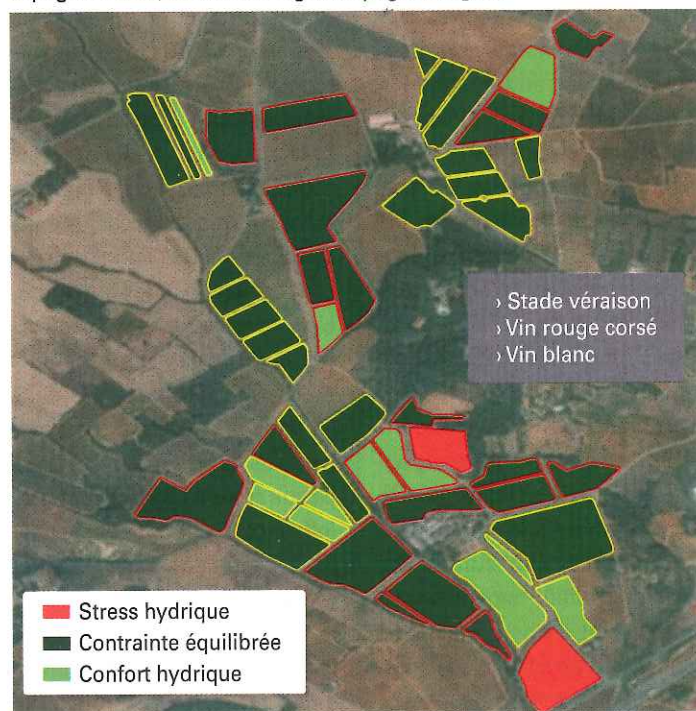 › Stade véraison
› Vin rouge corsé
› Vin blanc
Stress hydrique
Contrainte équilibrée
Confort hydrique